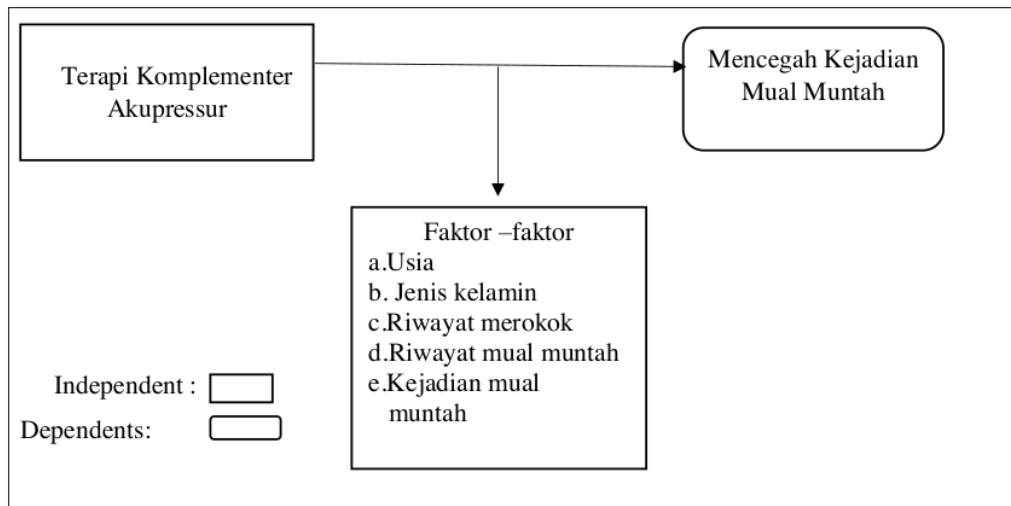 Terapi Komplementer
Akupressur
Mencegah Kejadian
Mual Muntah
Faktor –faktor
a.Usia
b. Jenis kelamin
c.Riwayat merokok
d.Riwayat mual muntah
e.Kejadian mual
muntah
Independent :
Dependents: